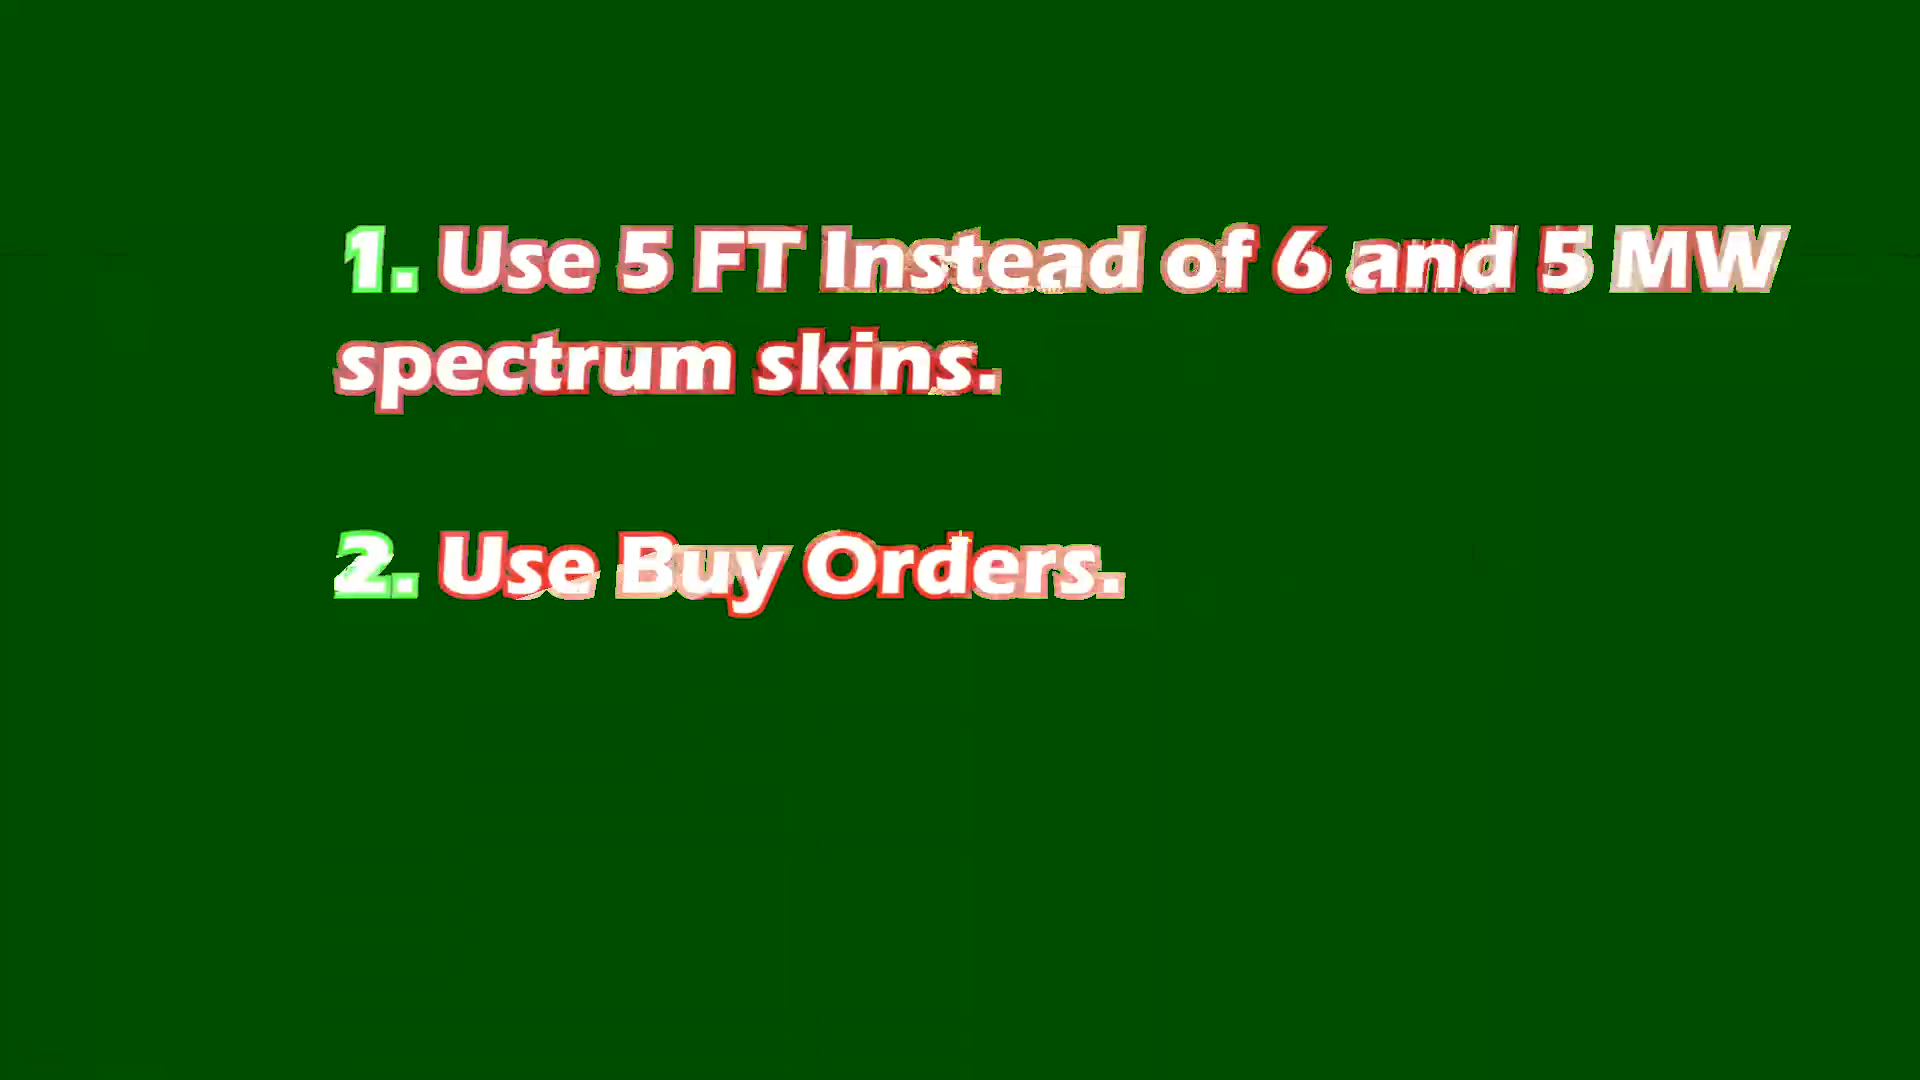 1. Use 5 FT Instead of 6 and 5 MW
spectrum skins.
2. Use Buy Orders.